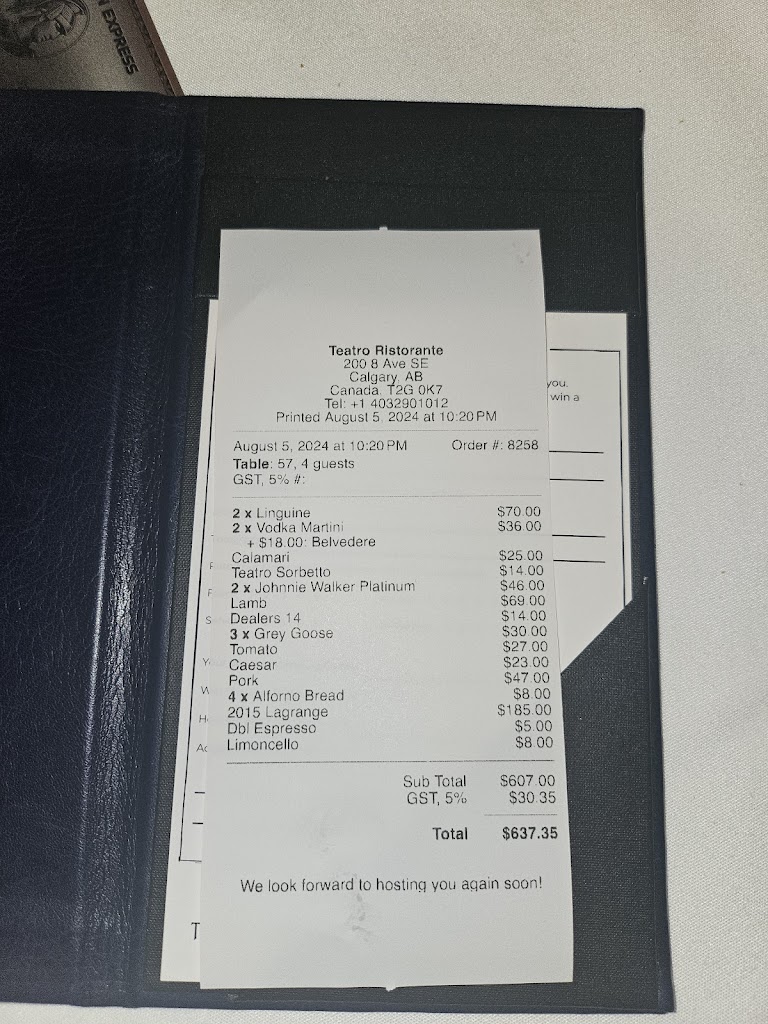 N EXPRESS
Teatro Ristorante
200 8 Ave SE
Calgary, AB
Canada, T2G 0K7
Tel: +1 4032901012
Printed August 5, 2024 at 10:20 PM
you.
win a
August 5, 2024 at 10:20 PM Order #: 8258
Table: 57, 4 guests
GST, 5% #:
2 x Linguine $70.00
2 x Vodka Martini $36.00
+ $18.00: Belvedere
Calamari $25.00
Teatro Sorbetto $14.00
2 x Johnnie Walker Platinum $46.00
Lamb $69.00
Dealers 14 $14.00
3 x Grey Goose $30.00
Tomato $27.00
Caesar $23.00
Pork $47.00
4 x Alforno Bread $8.00
2015 Lagrange $185.00
Dbl Espresso $5.00
Limoncello $8.00
Sub Total $607.00
GST, 5% $30.35
Total $637.35
We look forward to hosting you again soon!